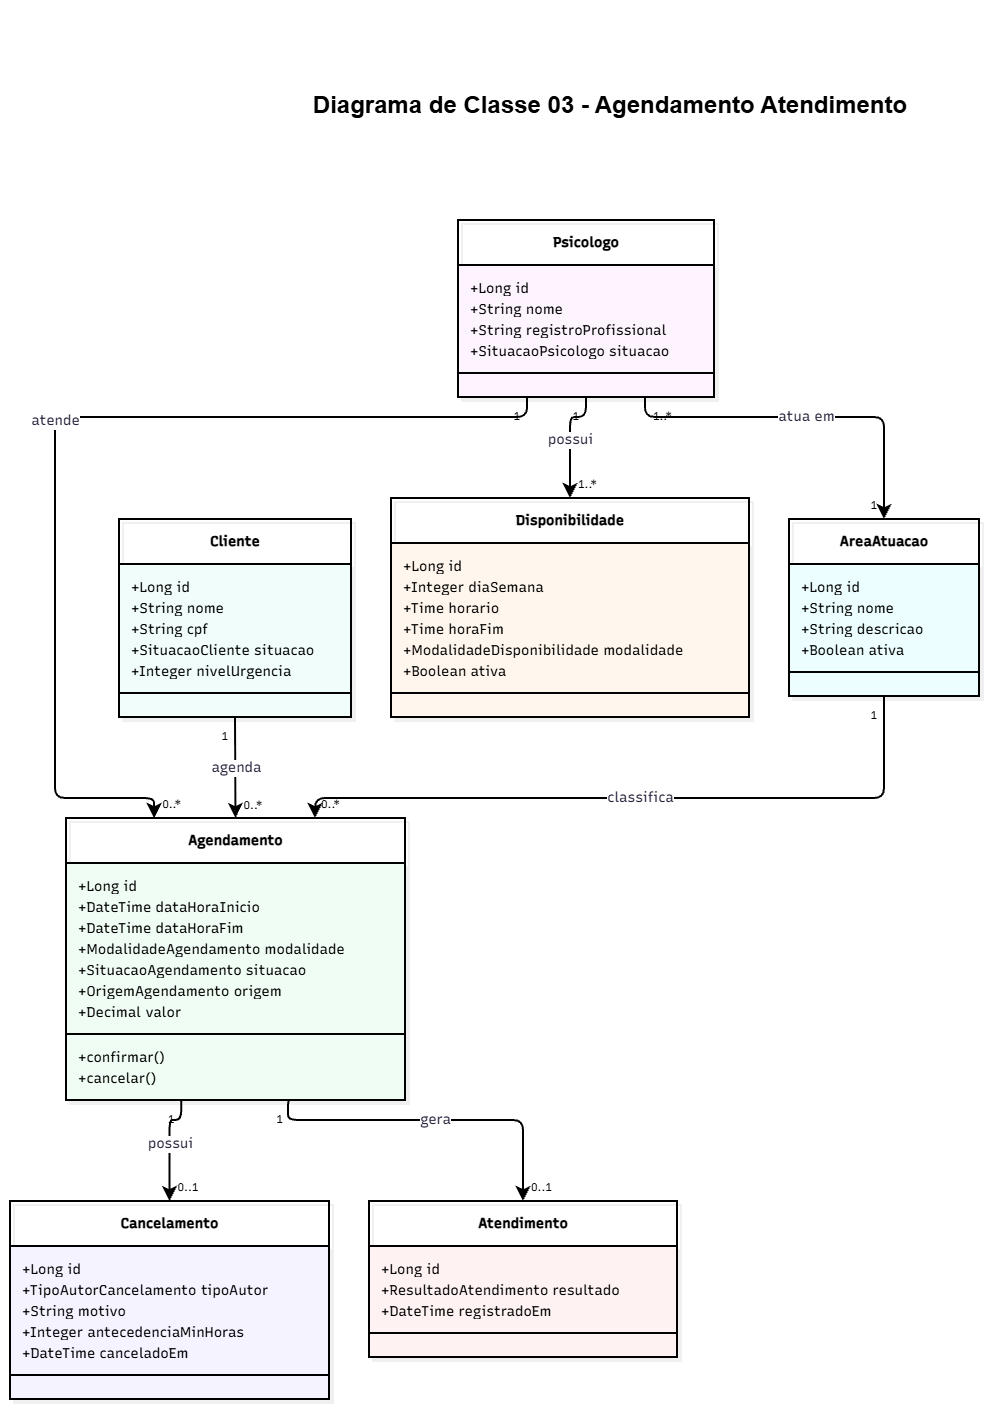 Diagrama de Classe 03 - Agendamento Atendimento
Psicologo
+Long id
+String nome
+String registroProfissional
+SituacaoPsicologo situacao
1
1
1..*
atende
possui
atua em
1..*
1
Cliente
+Long id
+String nome
+String cpf
+SituacaoCliente situacao
+Integer nivelUrgencia
Disponibilidade
+Long id
+Integer diaSemana
+Time horario
+Time horaFim
+ModalidadeDisponibilidade modalidade
+Boolean ativa
AreaAtuacao
+Long id
+String nome
+String descricao
+Boolean ativa
1
1
agenda
classifica
0..*
0..*
0..*
Agendamento
+Long id
+DateTime dataHoraInicio
+DateTime dataHoraFim
+ModalidadeAgendamento modalidade
+SituacaoAgendamento situacao
+OrigemAgendamento origem
+Decimal valor
+confirmar()
+cancelar()
1
1
possui
gera
0..1
0..1
Cancelamento
+Long id
+TipoAutorCancelamento tipoAutor
+String motivo
+Integer antecedenciaMinHoras
+DateTime canceladoEm
Atendimento
+Long id
+ResultadoAtendimento resultado
+DateTime registradoEm